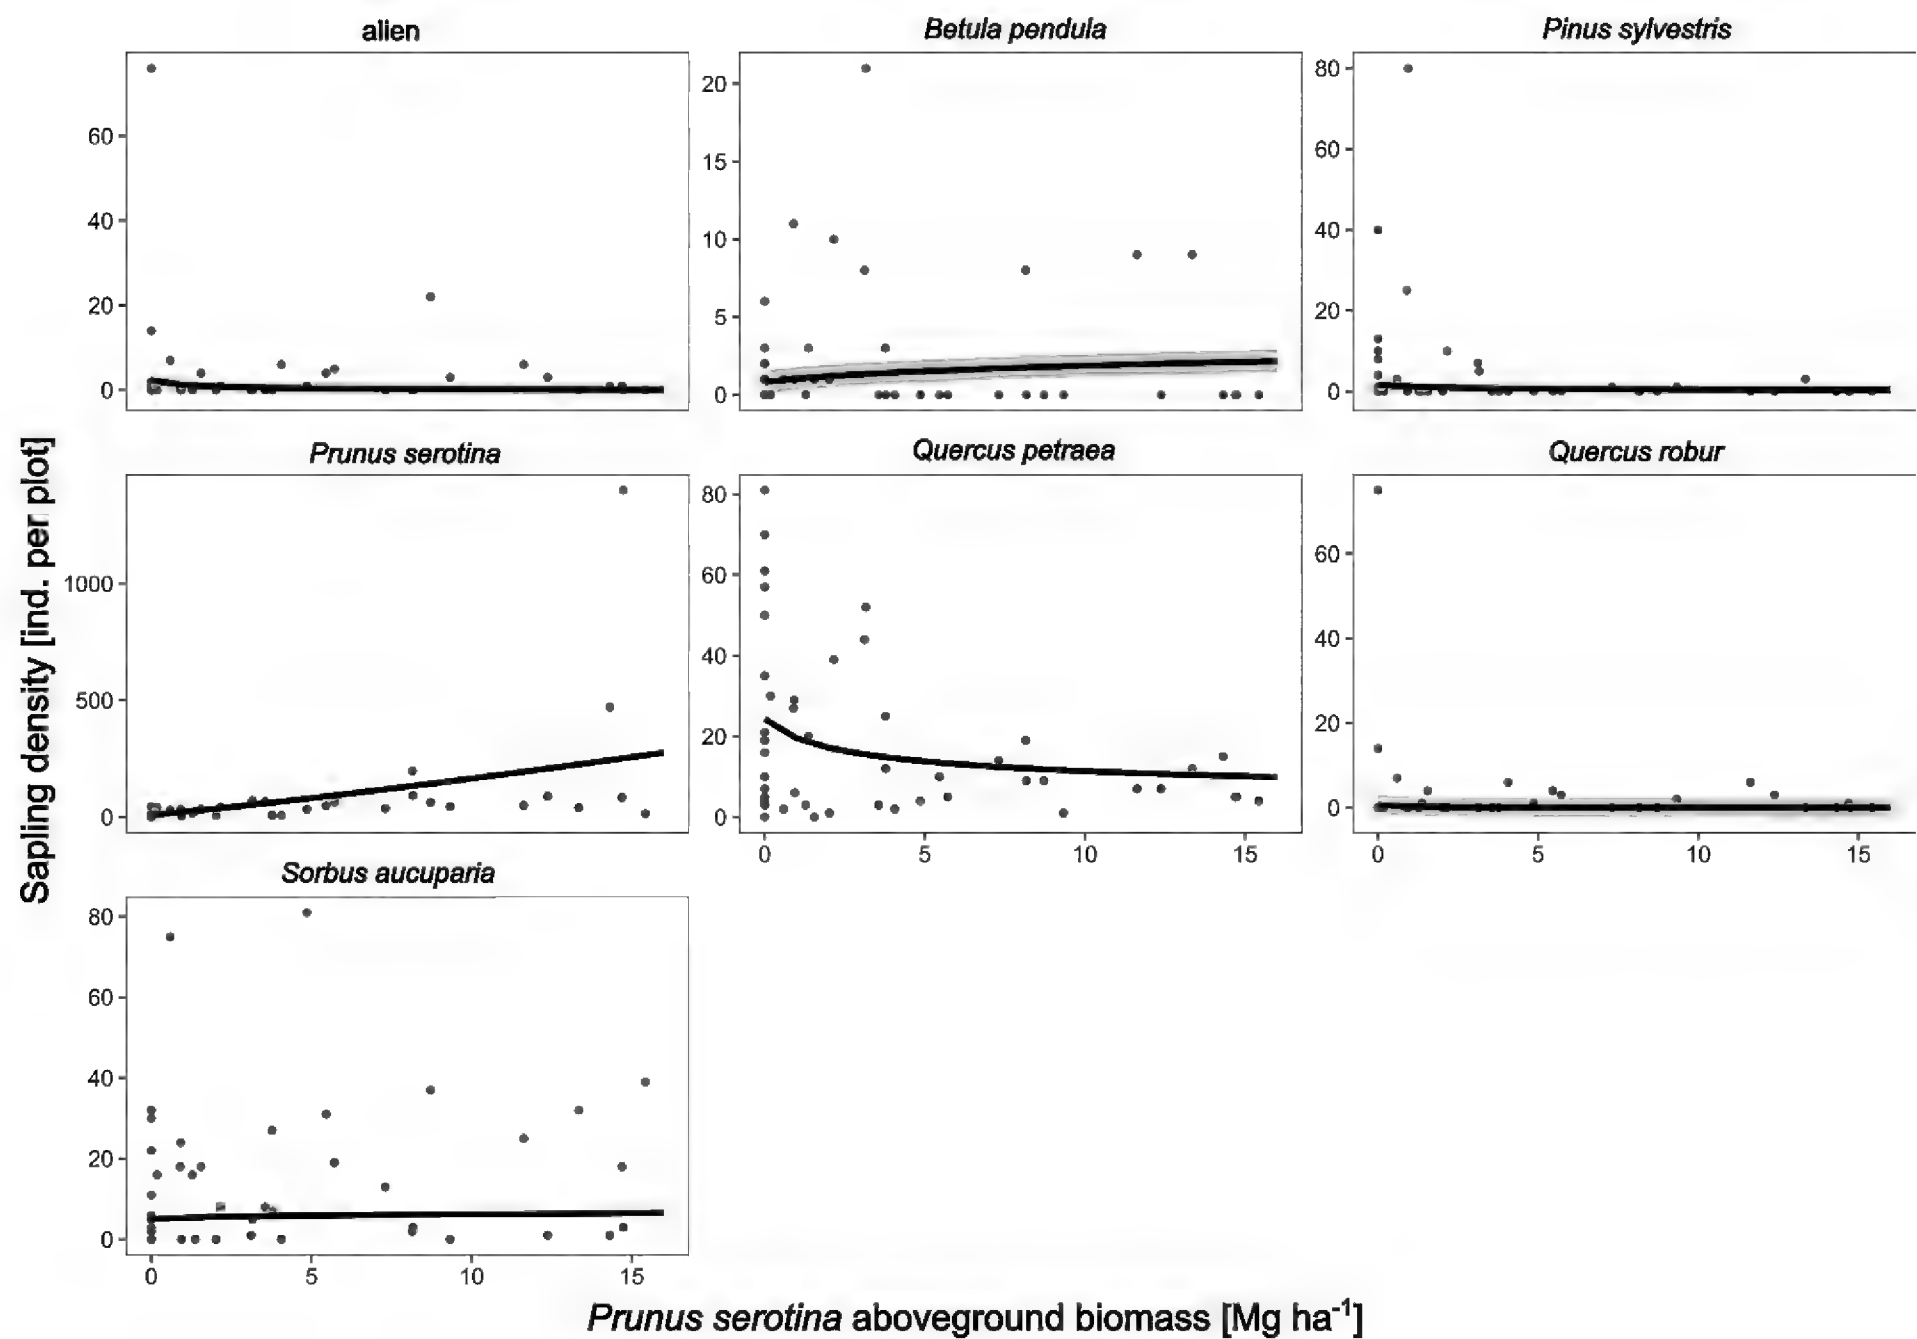 alien
Betula pendula
Pinus sylvestris
60
40
20
0
20
15
10
5
0
80
60
40
20
0
Prunus serotina
Quercus petraea
Quercus robur
1000
500
0
80
60
40
20
0
0 5 10 15
60
40
20
0
0 5 10 15
Sorbus aucuparia
80
60
40
20
0
0 5 10 15
Sapling density [ind. per plot]
Prunus serotina aboveground biomass [Mg ha⁻¹]